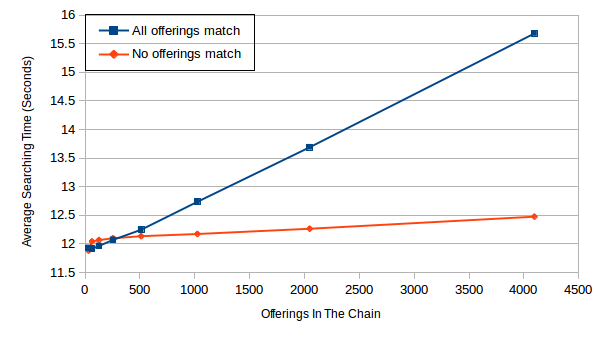 16
15.5
15
14.5
14
13.5
13
12.5
12
11.5
All offerings match
No offerings match
Average Searching Time (Seconds)
0 500 1000 1500 2000 2500 3000 3500 4000 4500
Offerings In The Chain